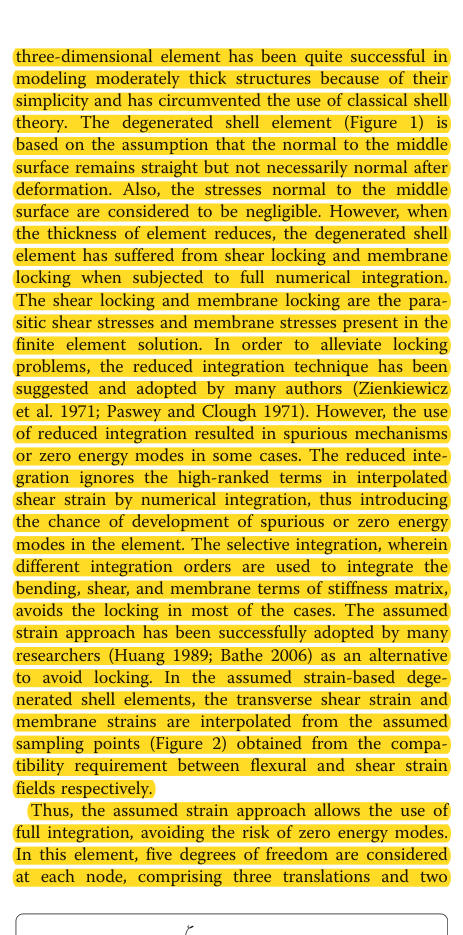 three-dimensional element has been quite successful in
modeling moderately thick structures because of their
simplicity and has circumvented the use of classical shell
theory. The degenerated shell element (Figure 1) is
based on the assumption that the normal to the middle
surface remains straight but not necessarily normal after
deformation. Also, the stresses normal to the middle
surface are considered to be negligible. However, when
the thickness of element reduces, the degenerated shell
element has suffered from shear locking and membrane
locking when subjected to full numerical integration.
The shear locking and membrane locking are the para-
sitic shear stresses and membrane stresses present in the
finite element solution. In order to alleviate locking
problems, the reduced integration technique has been
suggested and adopted by many authors (Zienkiewicz
et al. 1971; Paswey and Clough 1971). However, the use
of reduced integration resulted in spurious mechanisms
or zero energy modes in some cases. The reduced inte-
gration ignores the high-ranked terms in interpolated
shear strain by numerical integration, thus introducing
the chance of development of spurious or zero energy
modes in the element. The selective integration, wherein
different integration orders are used to integrate the
bending, shear, and membrane terms of stiffness matrix,
avoids the locking in most of the cases. The assumed
strain approach has been successfully adopted by many
researchers (Huang 1989; Bathe 2006) as an alternative
to avoid locking. In the assumed strain-based dege-
nerated shell elements, the transverse shear strain and
membrane strains are interpolated from the assumed
sampling points (Figure 2) obtained from the compa-
tibility requirement between flexural and shear strain
fields respectively.
Thus, the assumed strain approach allows the use of
full integration, avoiding the risk of zero energy modes.
In this element, five degrees of freedom are considered
at each node, comprising three translations and two